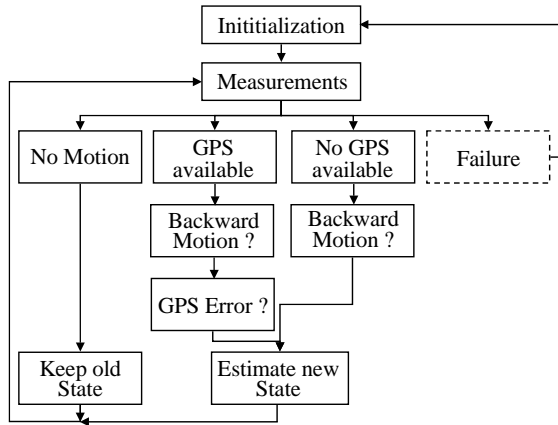 Inititialization
Measurements
No Motion
GPS
available
No GPS
available
Failure
Backward
Motion ?
Backward
Motion ?
GPS Error ?
Keep old
State
Estimate new
State